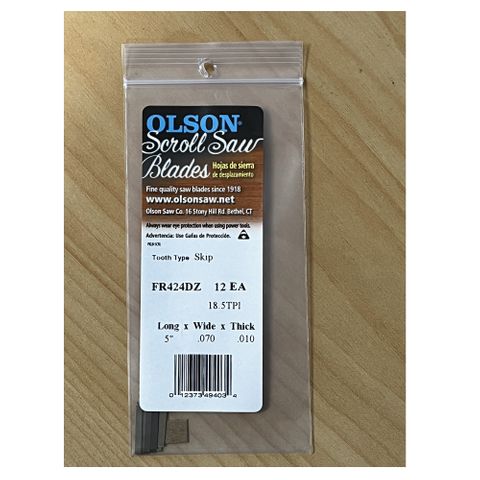 OLSON®
Scroll Saw
Blades
Hojas de sierra
de desplazamiento
Fine quality saw blades since 1918
www.olsonsaw.net
Olson Saw Co. 16 Stony Hill Rd. Bethel, CT
Always wear eye protection when using power tools.
Advertencia: Use Gafas de Protección.
Tooth Type Skip
FR424DZ 12 EA
18.5TPI
Long x Wide x Thick
5" .070 .010
0 12373 49403 4